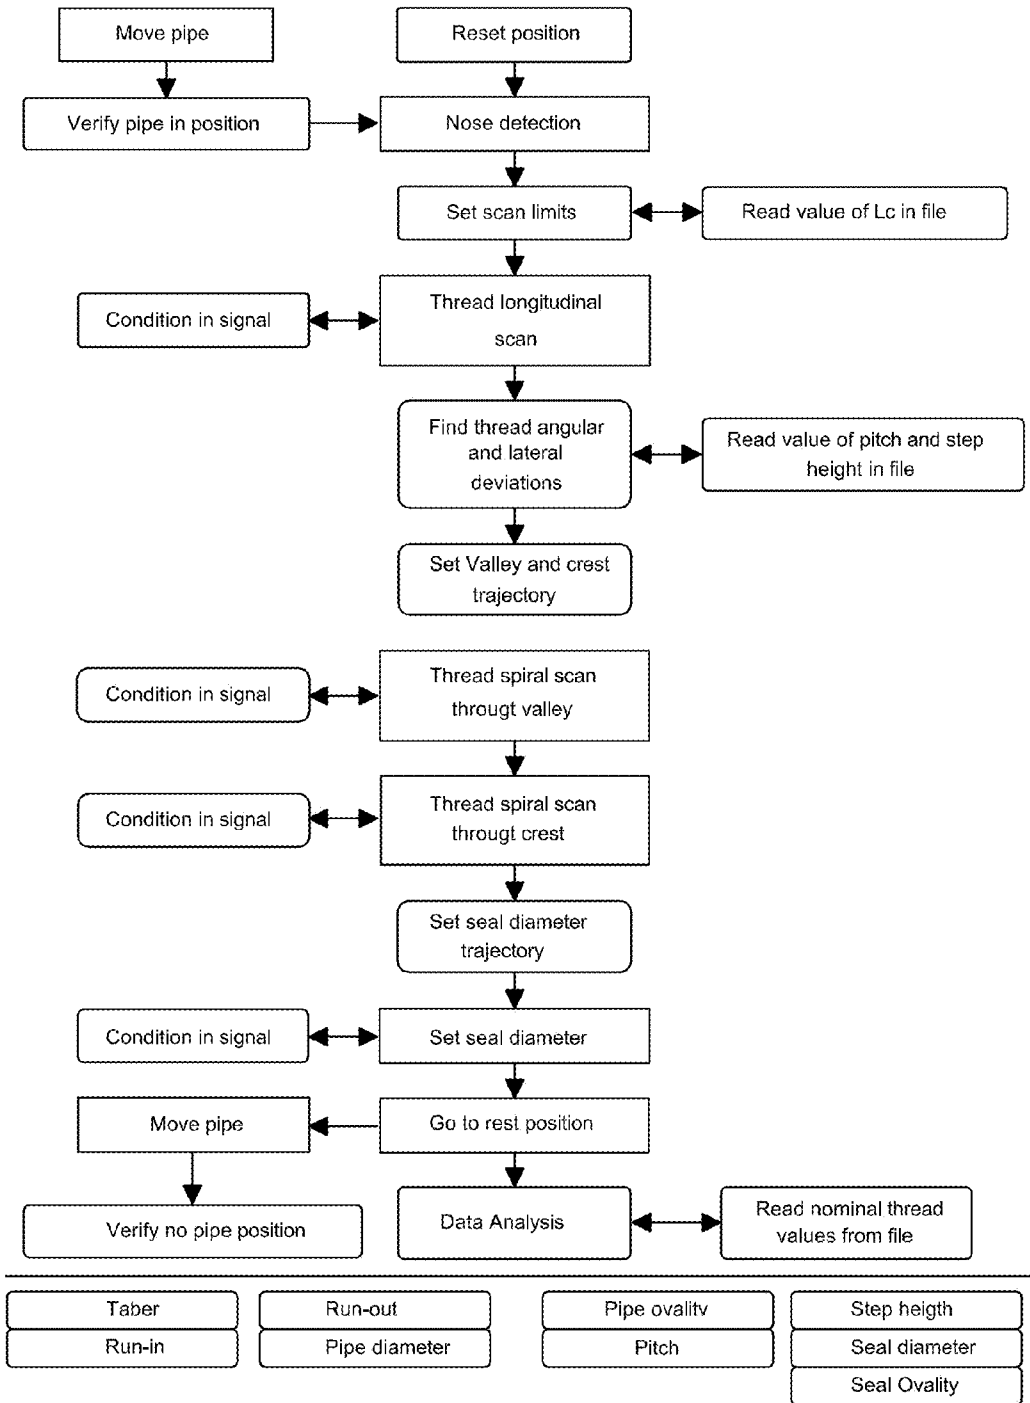 Move pipe
Reset position
Verify pipe in position
Nose detection
Set scan limits
Read value of Lc in file
Condition in signal
Thread longitudinal
scan
Find thread angular
and lateral
deviations
Read value of pitch and step
height in file
Set Valley and crest
trajectory
Condition in signal
Thread spiral scan
througt valley
Condition in signal
Thread spiral scan
througt crest
Set seal diameter
trajectory
Condition in signal
Set seal diameter
Move pipe
Go to rest position
Verify no pipe position
Data Analysis
Read nominal thread
values from file
Taber
Run-out
Pipe ovality
Step heigth
Run-in
Pipe diameter
Pitch
Seal diameter
Seal Ovality